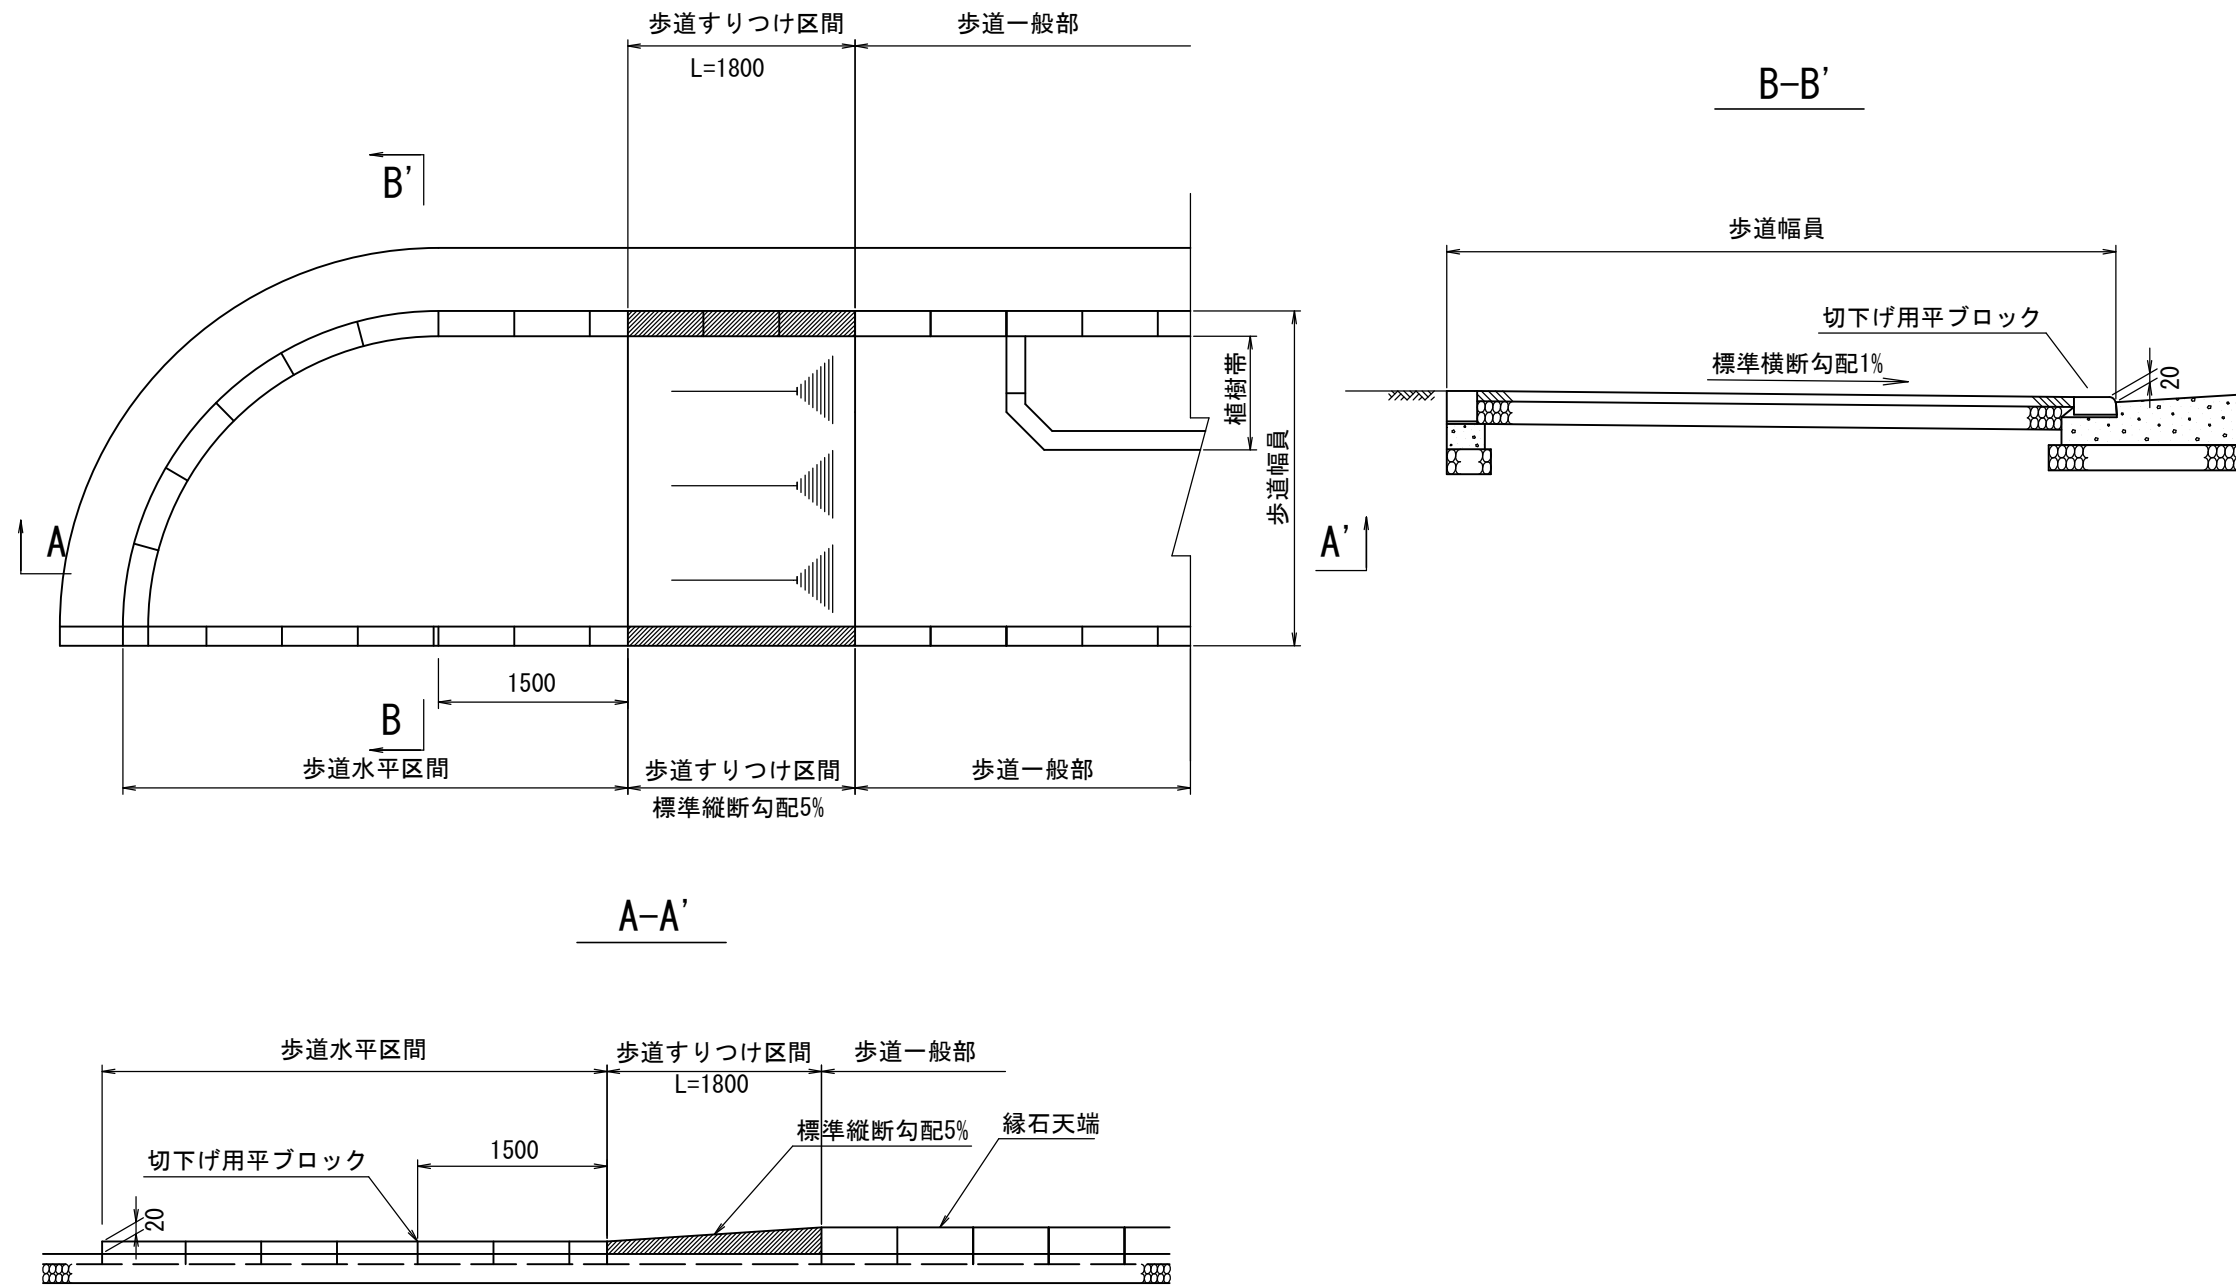 歩道すりつけ区間
歩道一般部
L=1800
B'
植樹帯
歩道幅員
A
A'
1500
B
歩道水平区間
歩道すりつけ区間
歩道一般部
標準縦断勾配5%
B-B'
歩道幅員
切下げ用平ブロック
標準横断勾配1%
20
A-A'
歩道水平区間
歩道すりつけ区間
歩道一般部
L=1800
標準縦断勾配5%
縁石天端
切下げ用平ブロック
1500
20